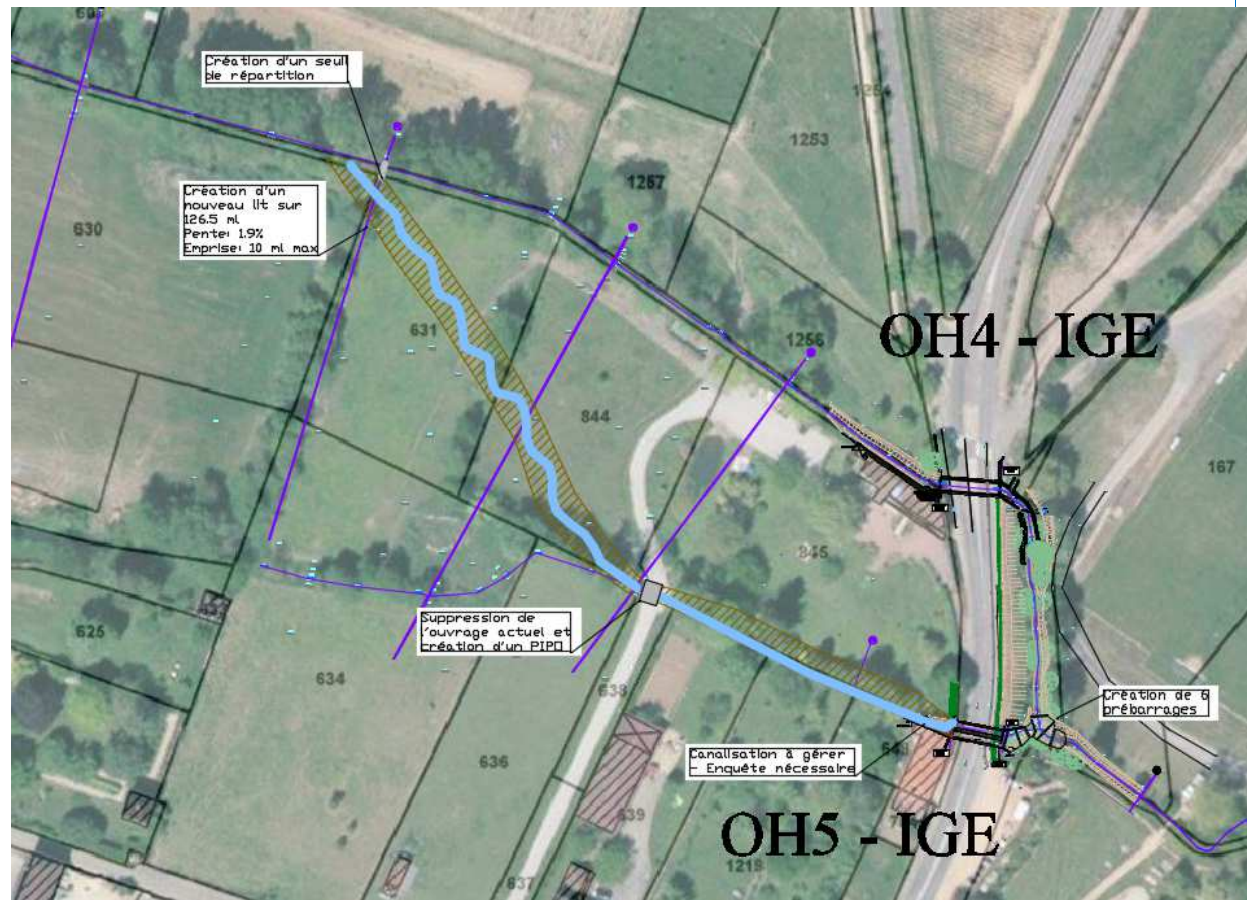 Création d'un seuil
de répartition
1253
1257
Création d'un
nouveau lit sur
126.5 ml
Pente: 1.9%
Emprise: 10 ml max
630
631
1256
OH4 - IGE
844
167
845
625
Suppression de
l'ouvrage actuel et
création d'un PIPO
634
638
Création de 6
prébarrages
636
Canalisation à gérer
- Enquête nécessaire
639
OH5 - IGE
1219
637